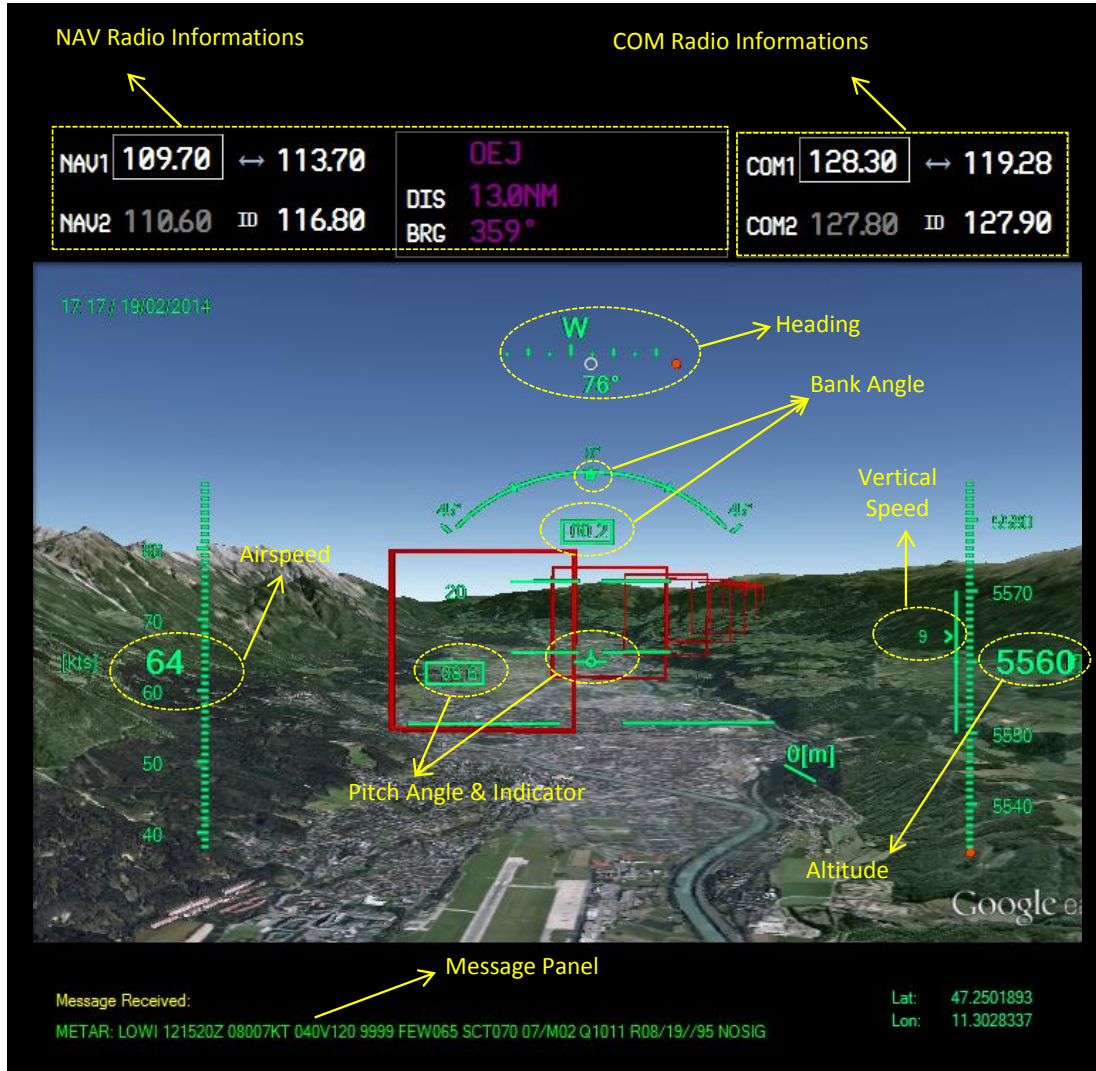 NAV Radio Informations
COM Radio Informations
NAV1 109.70 ↔ 113.70
OEJ
COM1 128.30 ↔ 119.28
DIS 13.0NM
NAV2 110.60 ID 116.80
BRG 359°
COM2 127.80 ID 127.90
17:17 / 19/02/2014
W
Heading
76°
Bank Angle
0°
Vertical
Speed
45°
45°
00.2
80
Airspeed
20
5570
70
9
[kts] 64
5560
60
5540
50
0[m]
Pitch Angle & Indicator
40
Altitude
Google
Message Panel
Message Received:
Lat: 47.2501893
METAR: LOWI 121520Z 08007KT 040V120 9999 FEW065 SCT070 07/M02 Q1011 R08/19//95 NOSIG
Lon: 11.3028337